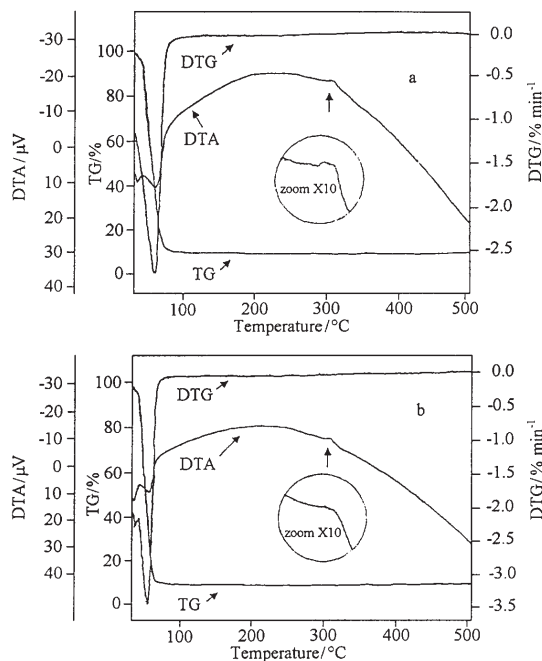 -30
-20
-10
0
10
20
30
40
DTA/µV
100
80
60
40
20
0
TG/%
DTG
a
DTA
zoom X10
TG
0.0
-0.5
-1.0
-1.5
-2.0
-2.5
DTG/% min⁻¹
100 200 300 400 500
Temperature/°C
-30
-20
-10
0
10
20
30
40
DTA/µV
100
80
60
40
20
0
TG/%
DTG
b
DTA
zoom X10
TG
0.0
-0.5
-1.0
-1.5
-2.0
-2.5
-3.0
-3.5
DTG/% min⁻¹
100 200 300 400 500
Temperature/°C